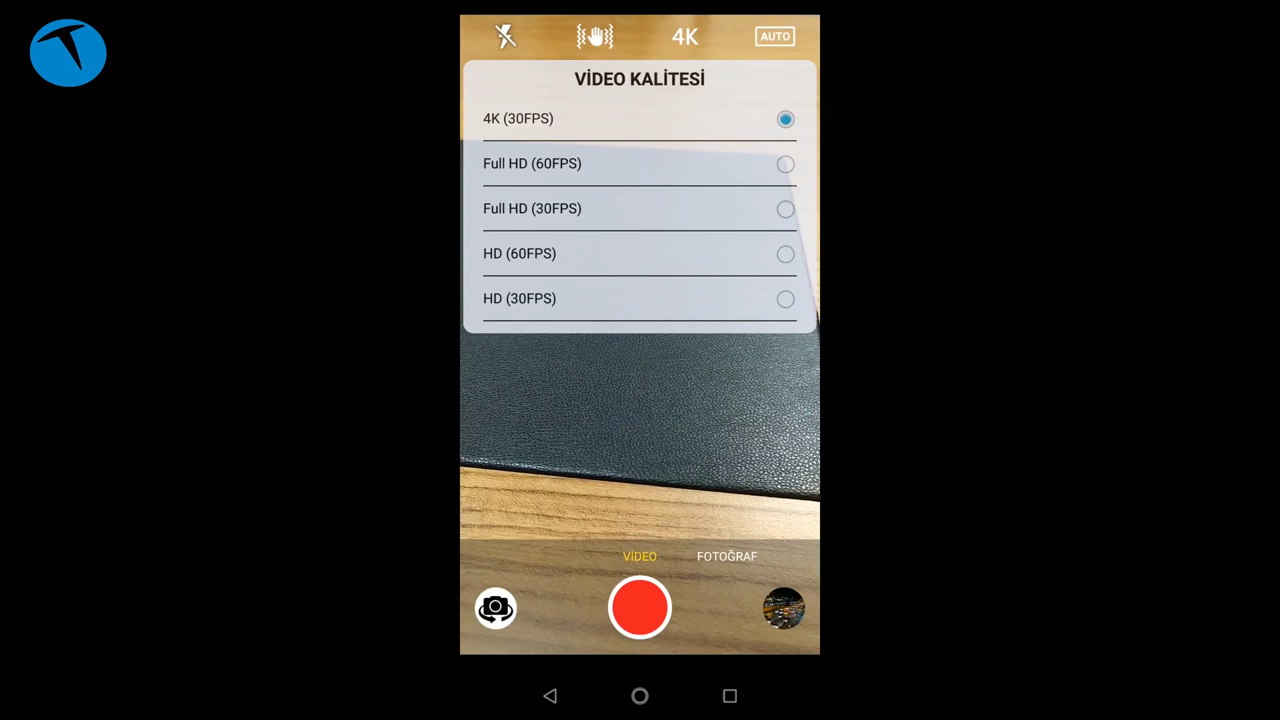 4K
AUTO
VİDEO KALİTESİ
4K (30FPS)
Full HD (60FPS)
Full HD (30FPS)
HD (60FPS)
HD (30FPS)
VİDEO
FOTOĞRAF